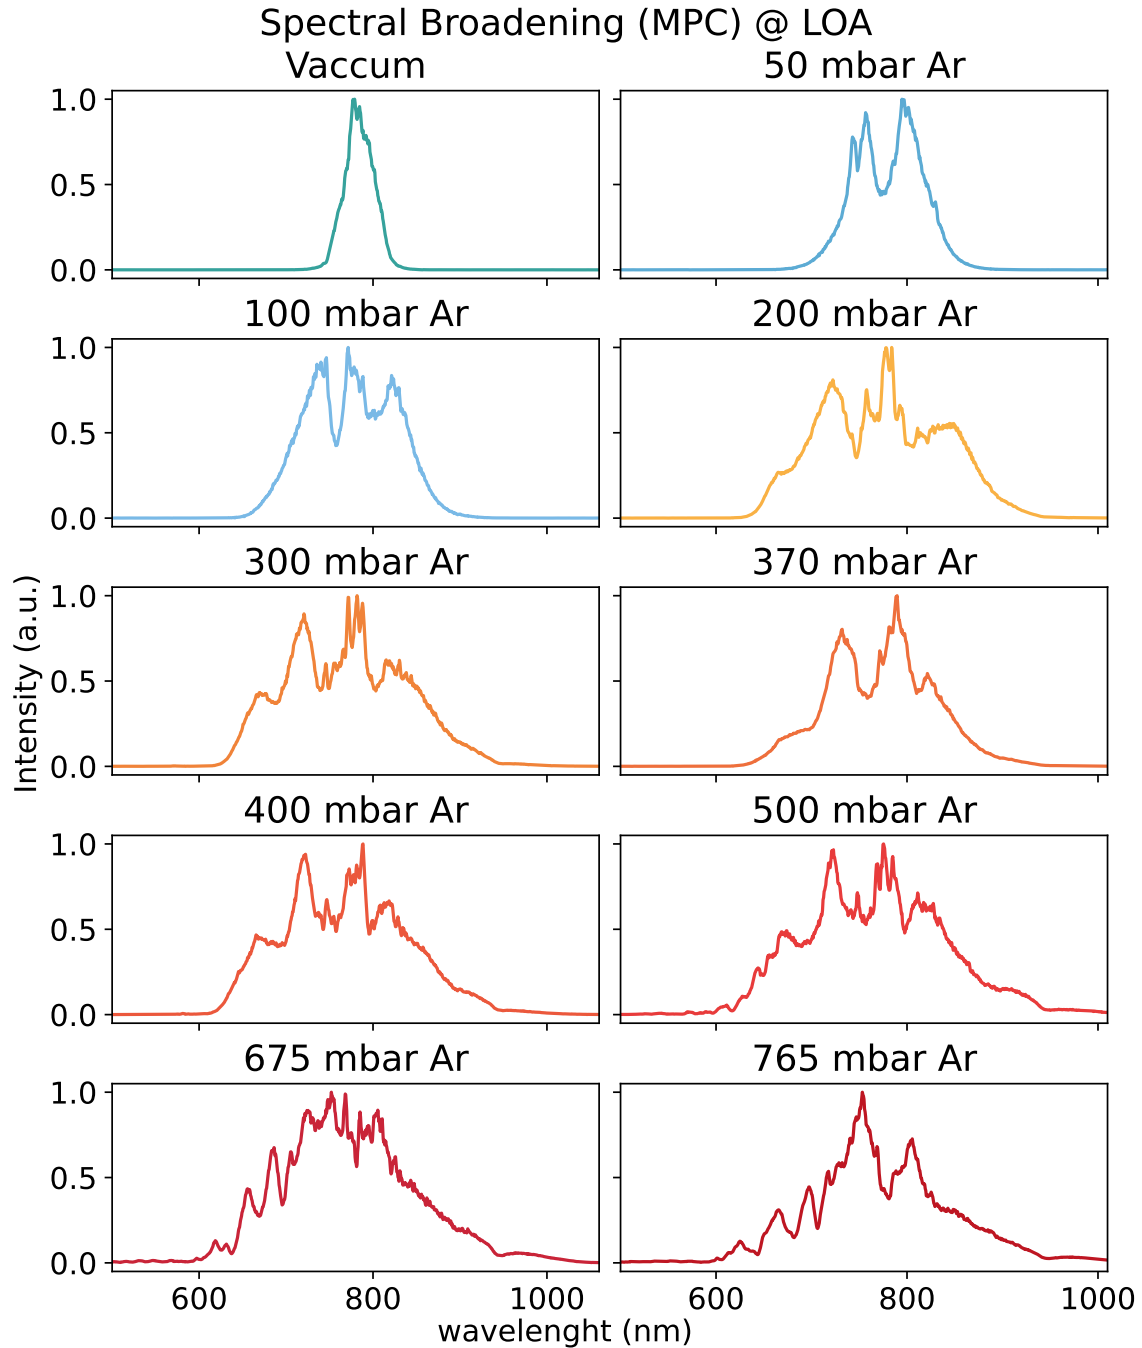 Spectral Broadening (MPC) @ LOA
Vaccum
50 mbar Ar
1.0
0.5
0.0
100 mbar Ar
200 mbar Ar
1.0
0.5
0.0
300 mbar Ar
370 mbar Ar
1.0
0.5
0.0
Intensity (a.u.)
400 mbar Ar
500 mbar Ar
1.0
0.5
0.0
675 mbar Ar
765 mbar Ar
1.0
0.5
0.0
600 800 1000
600 800 1000
wavelenght (nm)